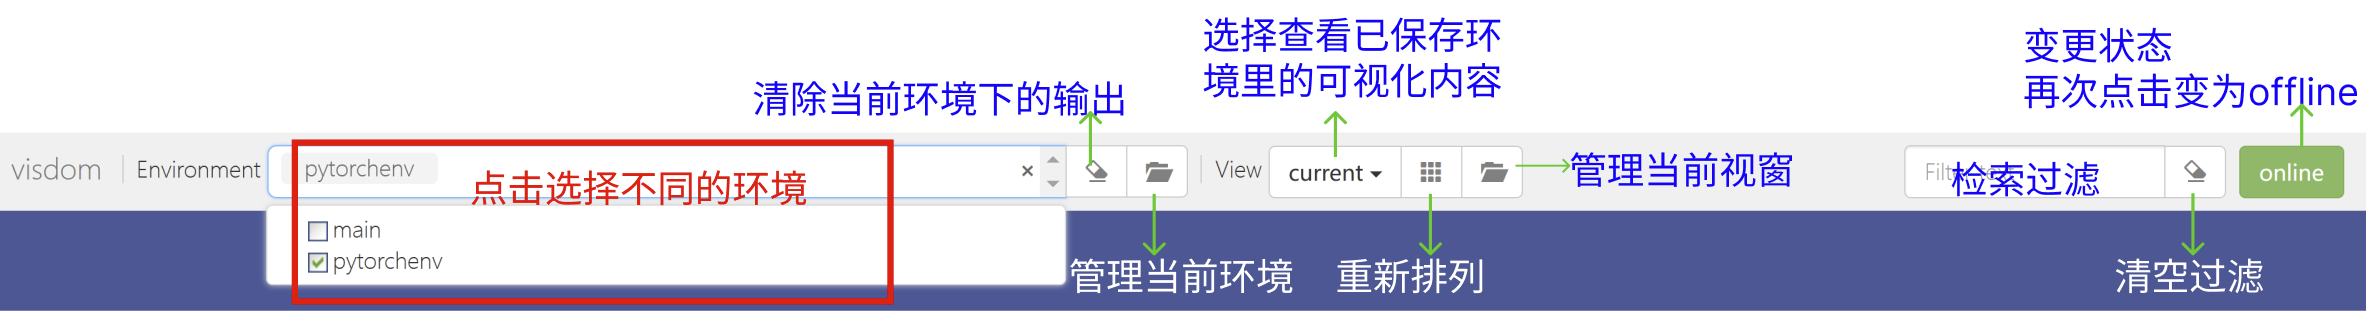 选择查看已保存环
境里的可视化内容
变更状态
再次点击变为offline
清除当前环境下的输出
visdom
Environment
pytorchenv
×
点击选择不同的环境
View
current
管理当前视窗
Filter text
检索过滤
online
main
pytorchenv
管理当前环境
重新排列
清空过滤